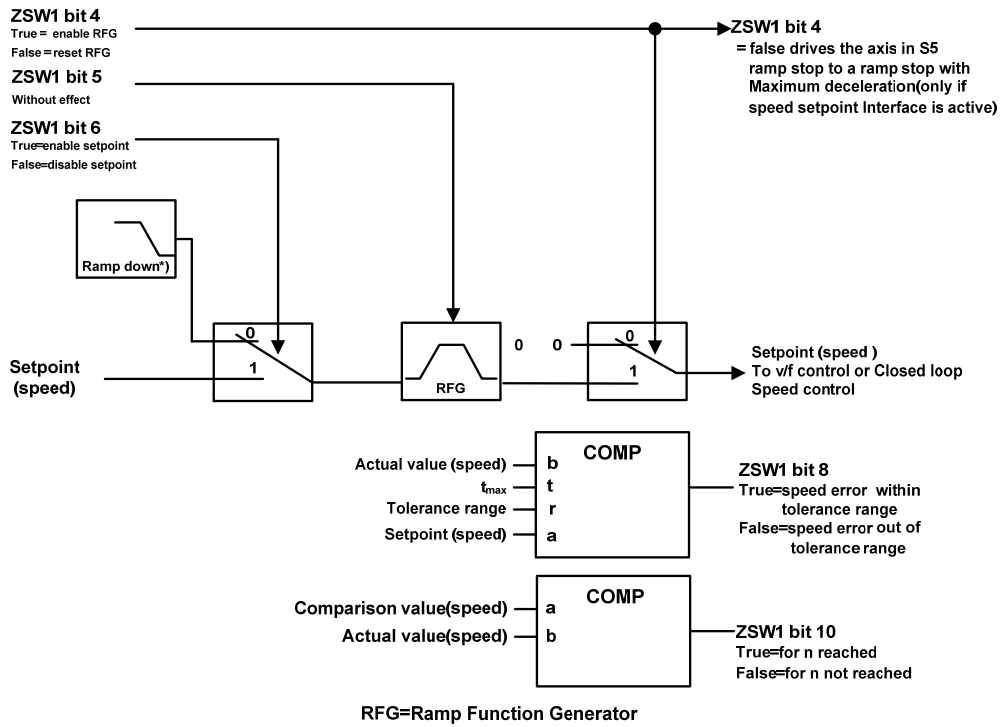 ZSW1 bit 4
True = enable RFG
False =reset RFG
ZSW1 bit 5
Without effect
ZSW1 bit 6
True=enable setpoint
False=disable setpoint
ZSW1 bit 4
= false drives the axis in S5
ramp stop to a ramp stop with
Maximum deceleration(only if
speed setpoint Interface is active)
Ramp down*)
0
1
Setpoint
(speed)
RFG
0 0
0
1
Setpoint (speed )
To v/f control or Closed loop
Speed control
COMP
Actual value (speed) b
tmax t
Tolerance range r
Setpoint (speed) a
ZSW1 bit 8
True=speed error within
tolerance range
False=speed error out of
tolerance range
COMP
Comparison value(speed) a
Actual value(speed) b
ZSW1 bit 10
True=for n reached
False=for n not reached
RFG=Ramp Function Generator